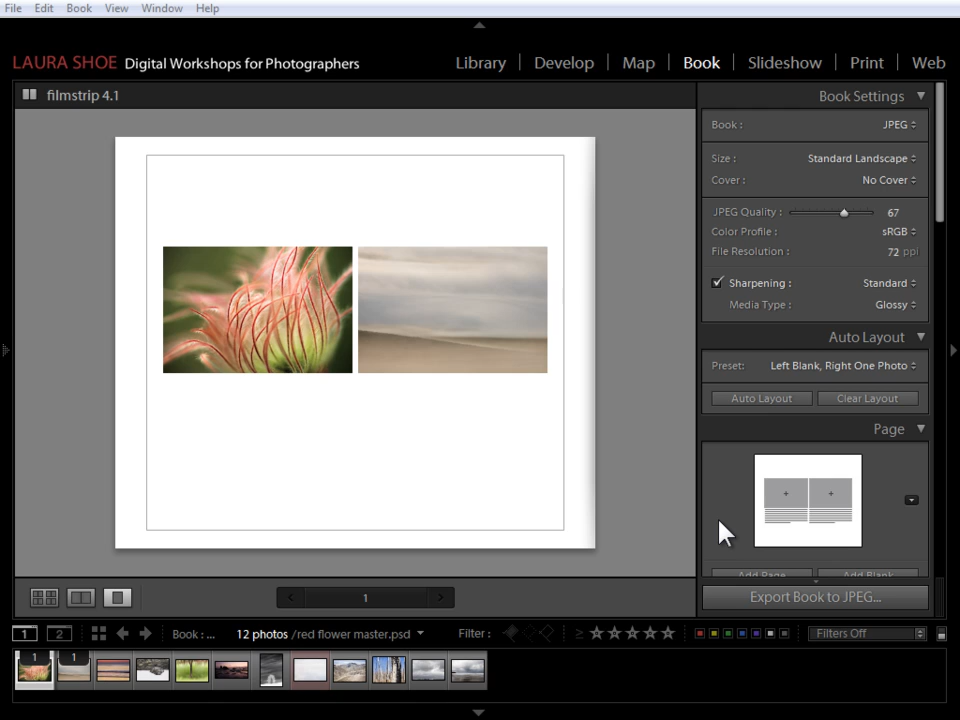 File Edit Book View Window Help
LAURA SHOE Digital Workshops for Photographers
Library Develop Map Book Slideshow Print Web
filmstrip 4.1
Book Settings
Book : JPEG
Size : Standard Landscape
Cover : No Cover
JPEG Quality : 67
Color Profile : sRGB
File Resolution : 72 ppi
Sharpening : Standard
Media Type : Glossy
Auto Layout
Preset: Left Blank, Right One Photo
Auto Layout Clear Layout
Page
Add Page Add Blank
1
Export Book to JPEG...
1 2 Book : ... 12 photos /red flower master.psd Filter : Filters Off
1 1